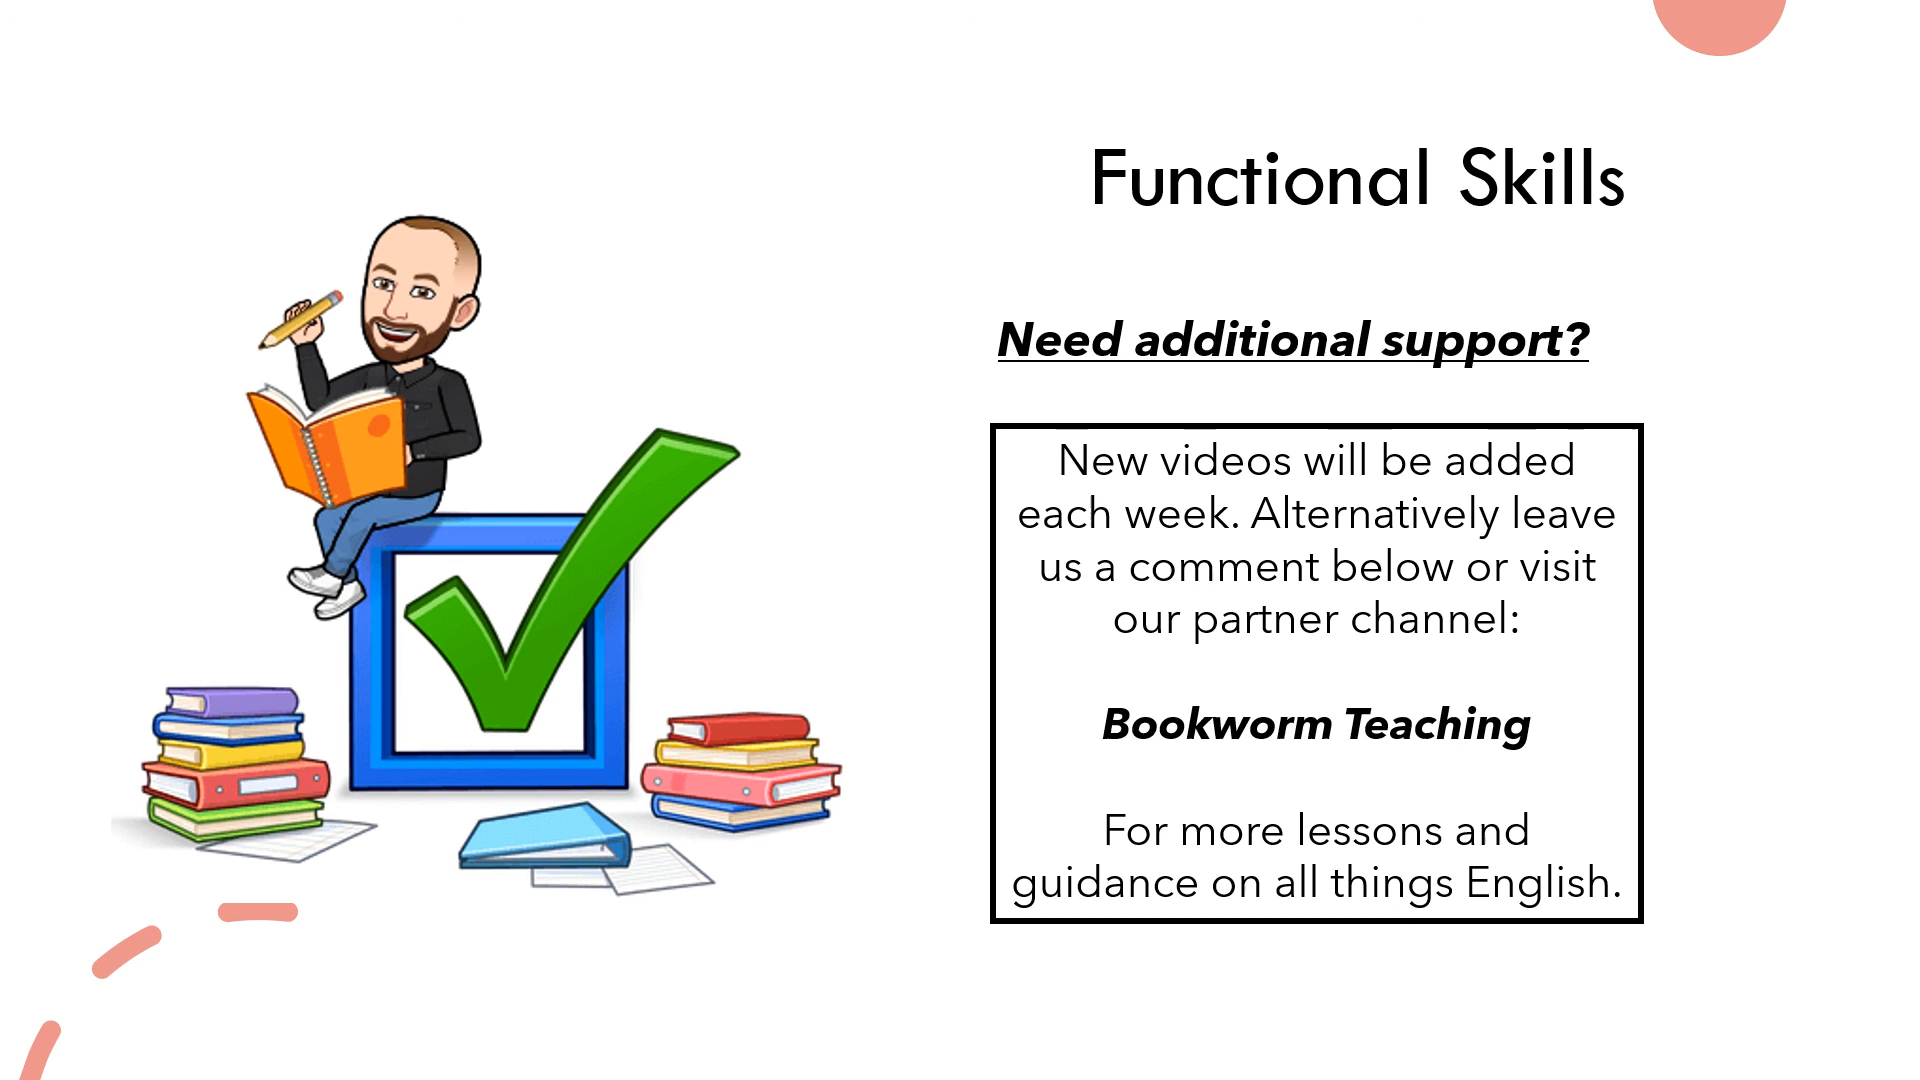 Functional Skills
Need additional support?
New videos will be added
each week. Alternatively leave
us a comment below or visit
our partner channel:
Bookworm Teaching
For more lessons and
guidance on all things English.